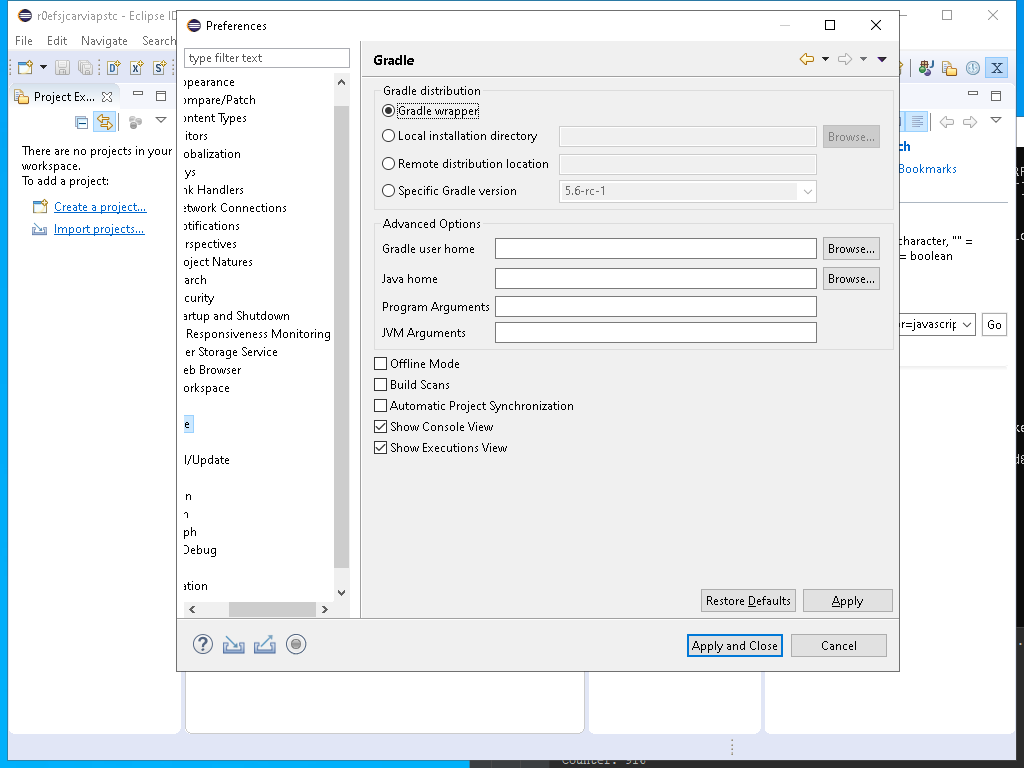 r0efsjcarviapstc - Eclipse ID
File Edit Navigate Search
Project Ex...
There are no projects in your
workspace.
To add a project:
Create a project...
Import projects...
Preferences
type filter text
ppearance
ompare/Patch
ontent Types
itors
obalization
ys
nk Handlers
etwork Connections
otifications
rspectives
oject Natures
arch
curity
artup and Shutdown
Responsiveness Monitoring
er Storage Service
eb Browser
orkspace
e
l/Update
n
n
ph
Debug
ation
Gradle
Gradle distribution
Gradle wrapper
Local installation directory
Browse...
Remote distribution location
Specific Gradle version
5.6-rc-1
Advanced Options
Gradle user home
Browse...
Java home
Browse...
Program Arguments
JVM Arguments
Offline Mode
Build Scans
Automatic Project Synchronization
Show Console View
Show Executions View
Restore Defaults
Apply
Apply and Close
Cancel
ch
Bookmarks
character, "" =
= boolean
or=javascrip
Go
Counter: 910